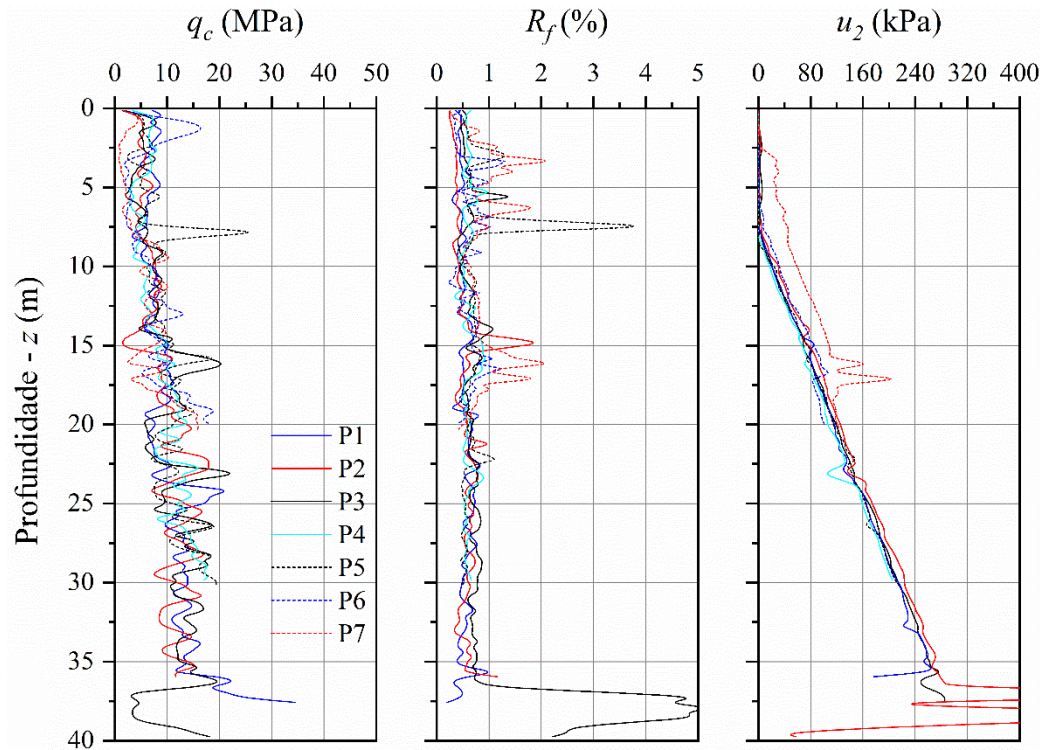 q_c (MPa) R_f (%) u_2 (kPa)
0 10 20 30 40 50 0 1 2 3 4 5 0 80 160 240 320 400
0
5
10
15
20
25
30
35
40
Profundidade - z (m)
P1
P2
P3
P4
P5
P6
P7